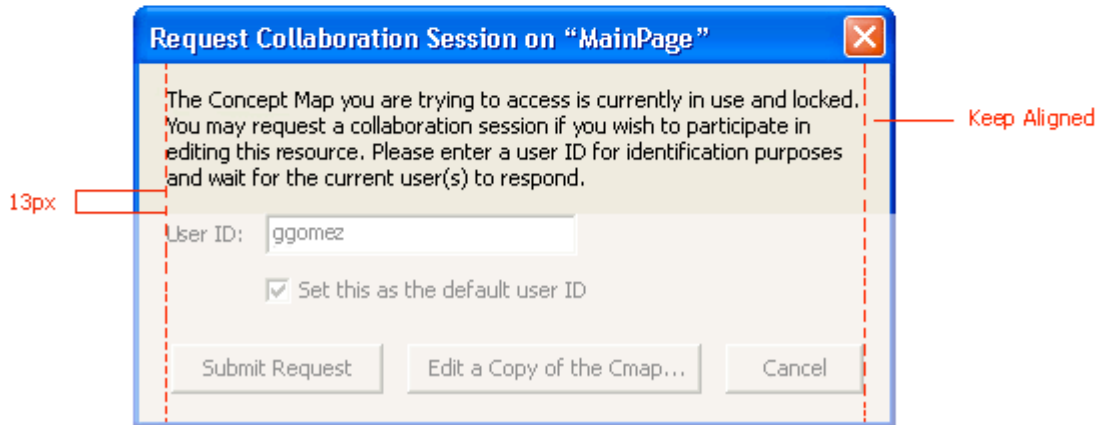 Request Collaboration Session on “MainPage”
The Concept Map you are trying to access is currently in use and locked.
You may request a collaboration session if you wish to participate in
editing this resource. Please enter a user ID for identification purposes
and wait for the current user(s) to respond.
Keep Aligned
13px
User ID: ggomez
Set this as the default user ID
Submit Request Edit a Copy of the Cmap... Cancel